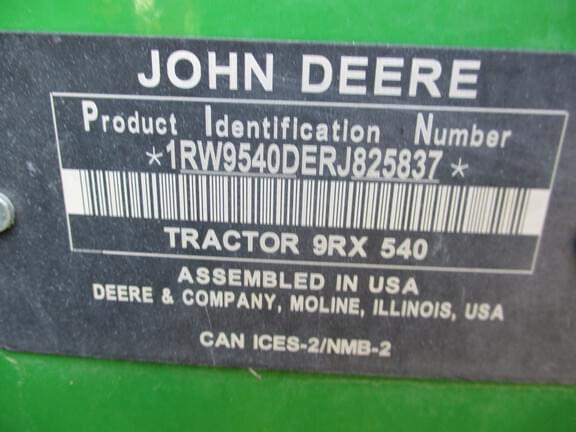 JOHN DEERE
Product Identification Number
*1RW9540DERJ825837*
TRACTOR 9RX 540
ASSEMBLED IN USA
DEERE & COMPANY, MOLINE, ILLINOIS, USA
CAN ICES-2/NMB-2